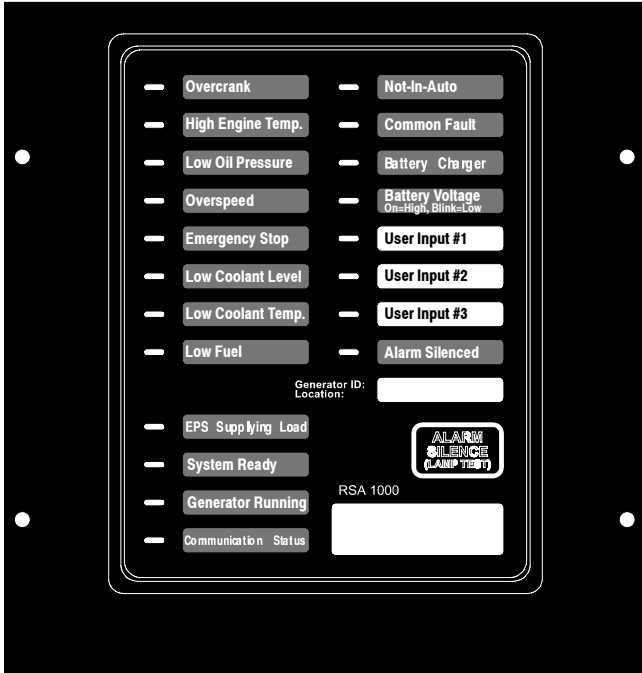 Overcrank
High Engine Temp.
Low Oil Pressure
Overspeed
Emergency Stop
Low Coolant Level
Low Coolant Temp.
Low Fuel
Not-In-Auto
Common Fault
Battery Charger
Battery Voltage
On=High, Blink=Low
User Input #1
User Input #2
User Input #3
Alarm Silenced
Generator ID:
Location:
EPS Supplying Load
System Ready
Generator Running
Communication Status
ALARM
SILENCE
(LAMP TEST)
RSA 1000